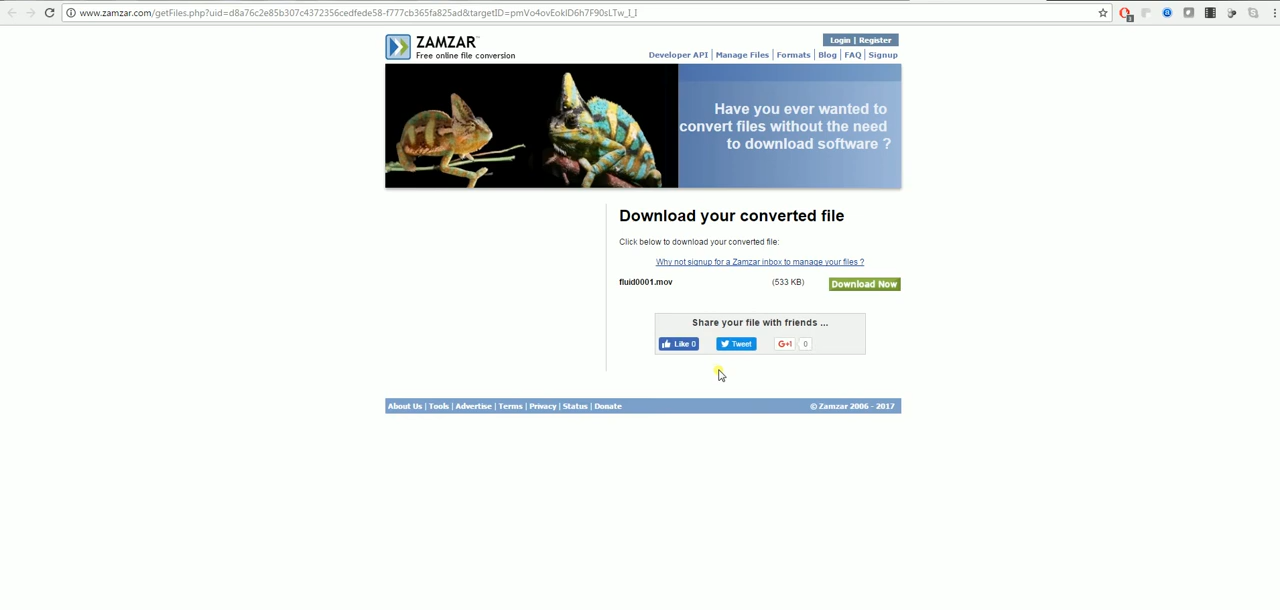 www.zamzar.com/getFiles.php?uid=d8a76c2e85b307c4372356cedfede58-f777cb365fa825ad&targetID=pmVo4ovEokiD6h7F90sLTw_I_I
ZAMZAR™
Free online file conversion
Login | Register
Developer API | Manage Files | Formats | Blog | FAQ | Signup
Have you ever wanted to
convert files without the need
to download software ?
Download your converted file
Click below to download your converted file:
Why not signup for a Zamzar inbox to manage your files ?
fluid0001.mov (533 KB) Download Now
Share your file with friends ...
Like 0 Tweet G+1 0
About Us | Tools | Advertise | Terms | Privacy | Status | Donate © Zamzar 2006 - 2017